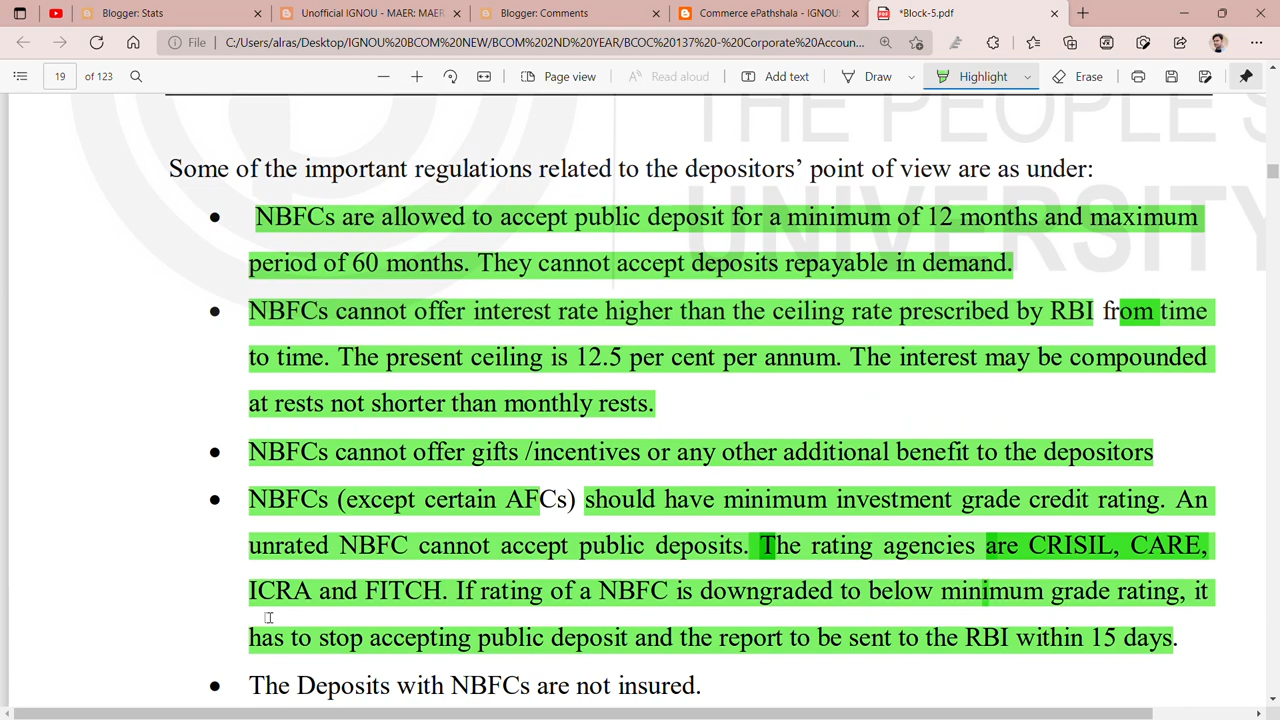 Blogger: Stats
Unofficial IGNOU - MAER: MAER
Blogger: Comments
Commerce ePathshala - IGNOU
*Block-5.pdf
File
C:/Users/alras/Desktop/IGNOU%20BCOM%20NEW/BCOM%202ND%20YEAR/BCOC%20137%20-%20Corporate%20Accoun...
19 of 123
Page view
Read aloud
Add text
Draw
Highlight
Erase
THE PEOPLE'S
UNIVERSITY
Some of the important regulations related to the depositors’ point of view are as under:
• NBFCs are allowed to accept public deposit for a minimum of 12 months and maximum
period of 60 months. They cannot accept deposits repayable in demand.
• NBFCs cannot offer interest rate higher than the ceiling rate prescribed by RBI from time
to time. The present ceiling is 12.5 per cent per annum. The interest may be compounded
at rests not shorter than monthly rests.
• NBFCs cannot offer gifts /incentives or any other additional benefit to the depositors
• NBFCs (except certain AFCs) should have minimum investment grade credit rating. An
unrated NBFC cannot accept public deposits. The rating agencies are CRISIL, CARE,
ICRA and FITCH. If rating of a NBFC is downgraded to below minimum grade rating, it
has to stop accepting public deposit and the report to be sent to the RBI within 15 days.
• The Deposits with NBFCs are not insured.